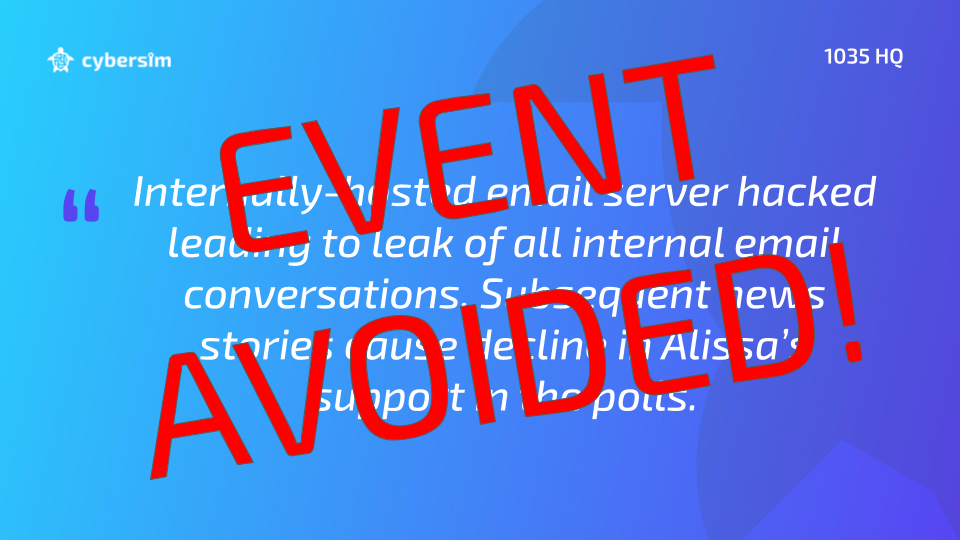 cybersim
1035 HQ
EVENT
AVOIDED!
“
Internally-hosted email server hacked
leading to leak of all internal email
conversations. Subsequent news
stories cause decline in Alissa’s
support in the polls.